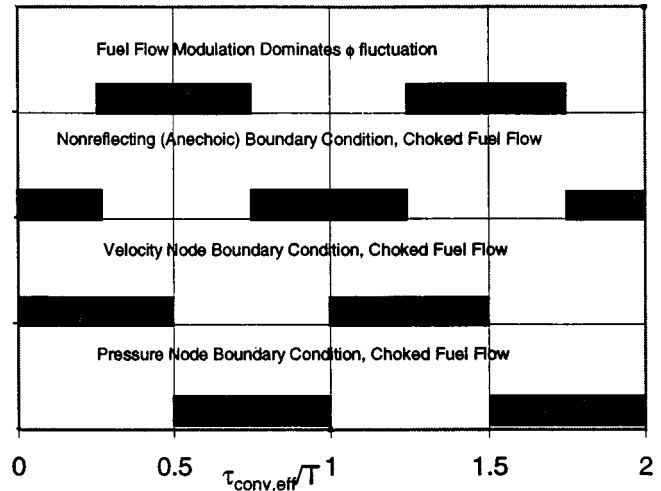 Fuel Flow Modulation Dominates ϕ fluctuation
Nonreflecting (Anechoic) Boundary Condition, Choked Fuel Flow
Velocity Node Boundary Condition, Choked Fuel Flow
Pressure Node Boundary Condition, Choked Fuel Flow
0 0.5 1 1.5 2
τconv,eff/T